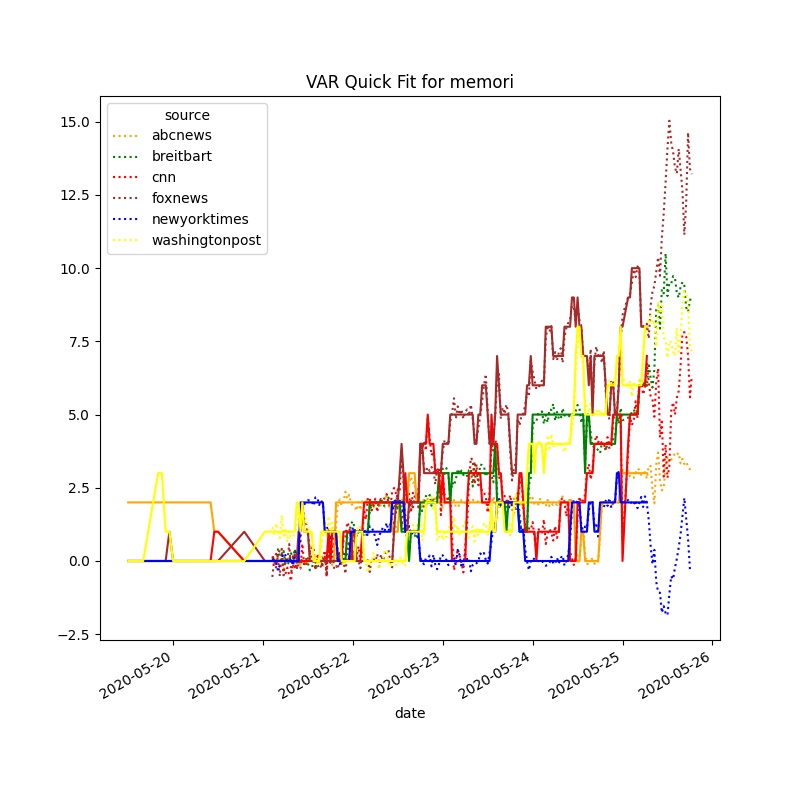 VAR Quick Fit for memori
source
abcnews
breitbart
cnn
foxnews
newyorktimes
washingtonpost
15.0
12.5
10.0
7.5
5.0
2.5
0.0
−2.5
2020-05-20
2020-05-21
2020-05-22
2020-05-23
2020-05-24
2020-05-25
2020-05-26
date